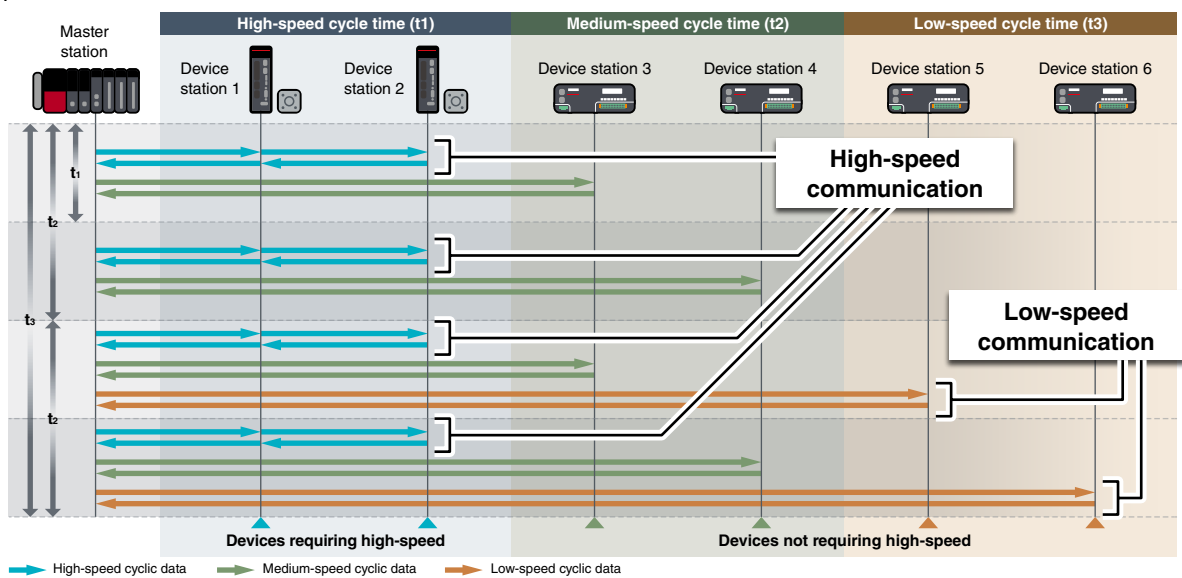 High-speed cycle time (t1)
Medium-speed cycle time (t2)
Low-speed cycle time (t3)
Master
station
Device
station 1
Device
station 2
Device station 3
Device station 4
Device station 5
Device station 6
t1
t2
t3
t2
High-speed
communication
Low-speed
communication
Devices requiring high-speed
Devices not requiring high-speed
High-speed cyclic data
Medium-speed cyclic data
Low-speed cyclic data